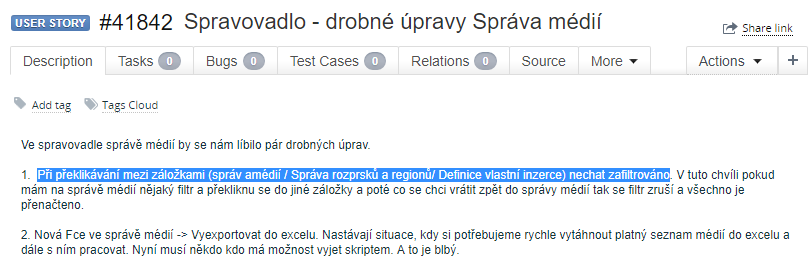 USER STORY #41842 Spravovadlo - drobné úpravy Správa médií
Share link
Description Tasks 0 Bugs 0 Test Cases 0 Relations 0 Source More Actions +
Add tag Tags Cloud
Ve spravovadle správě médií by se nám líbilo pár drobných úprav.
1. Při překlikávání mezi záložkami (správ amédií / Správa rozprsků a regionů/ Definice vlastní inzerce) nechat zafiltrováno. V tuto chvíli pokud
mám na správě médií nějaký filtr a překliknu se do jiné záložky a poté co se chci vrátit zpět do správy médií tak se filtr zruší a všechno je
přenačteno.
2. Nová Fce ve správě médií -> Vyexportovat do excelu. Nastávají situace, kdy si potřebujeme rychle vytáhnout platný seznam médií do excelu a
dále s ním pracovat. Nyní musí někdo kdo má možnost vyjet skriptem. A to je blbý.